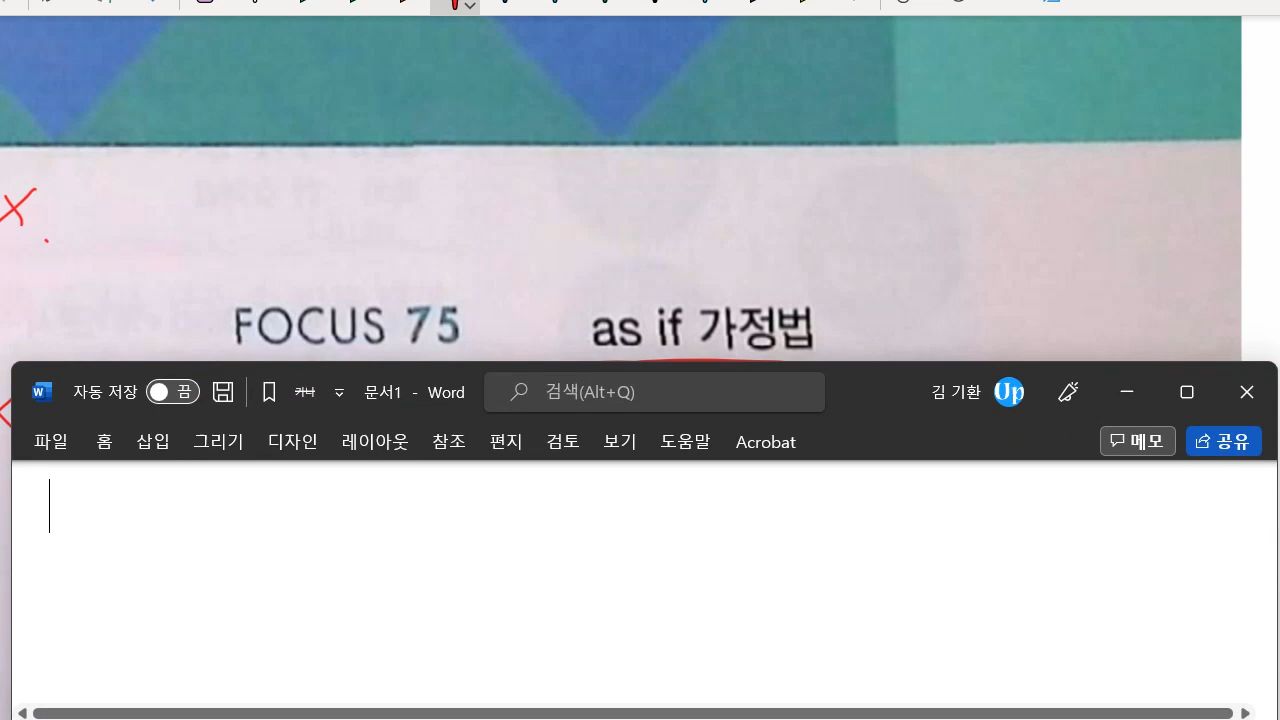 x
FOCUS 75 as if 가정법
자동 저장 끔 가나 문서1 - Word 검색(Alt+Q) 김 기환 Up
파일 홈 삽입 그리기 디자인 레이아웃 참조 편지 검토 보기 도움말 Acrobat 메모 공유